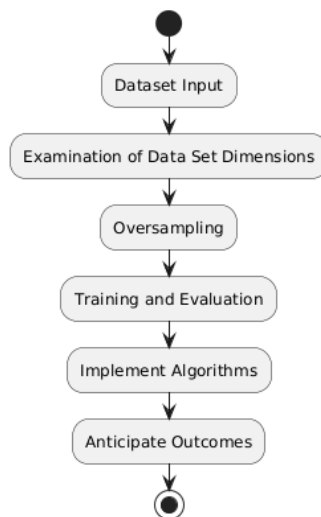 Dataset Input
Examination of Data Set Dimensions
Oversampling
Training and Evaluation
Implement Algorithms
Anticipate Outcomes